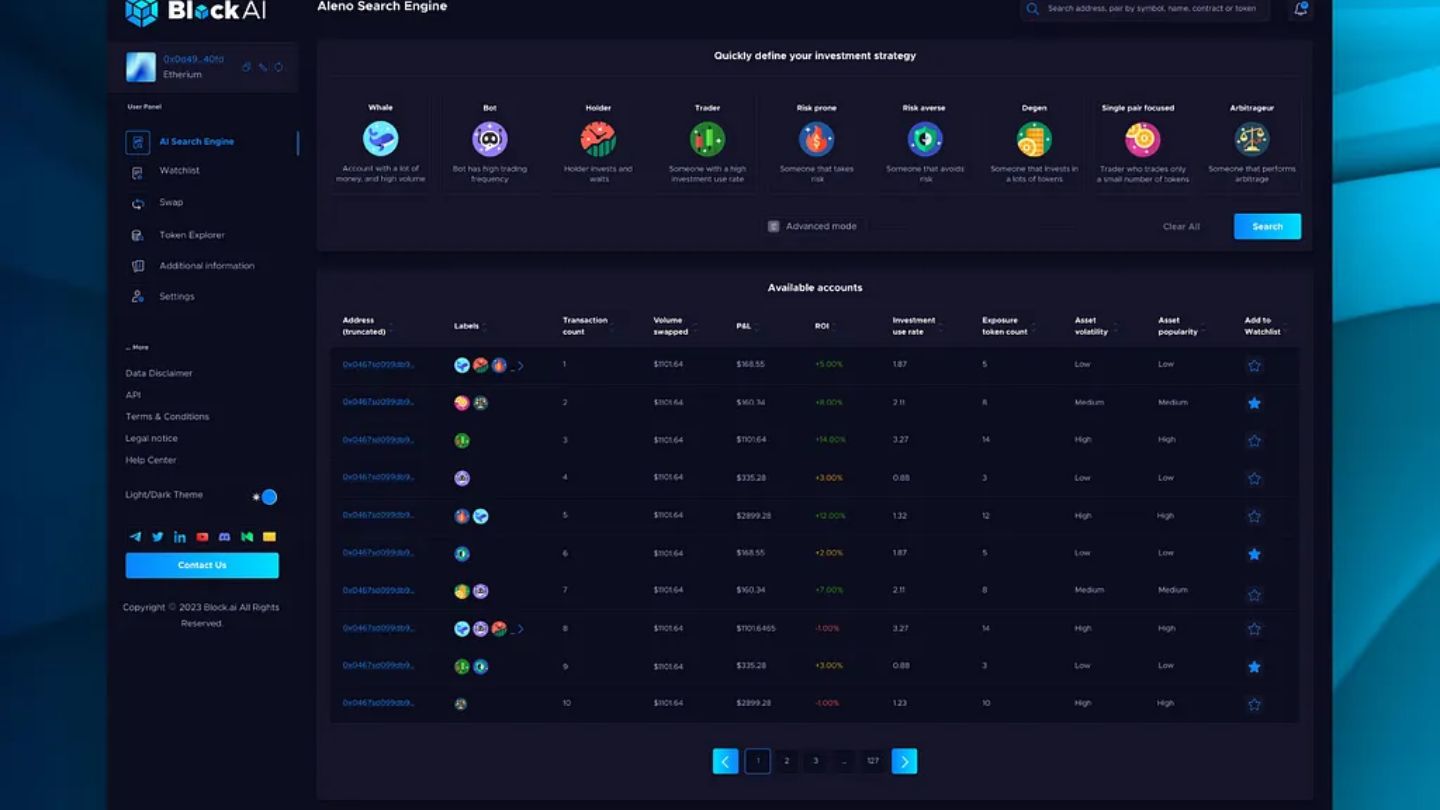 BlockAI
Aleno Search Engine
Search address, pair by symbol, name, contract or token
0x0d49...40fd
Etherium
User Panel
AI Search Engine
Watchlist
Swap
Token Explorer
Additional information
Settings
... More
Data Disclaimer
API
Terms & Conditions
Legal notice
Help Center
Light/Dark Theme
Contact Us
Copyright © 2023 Block.ai All Rights
Reserved.
Quickly define your investment strategy
Whale
Account with a lot of
money, and high volume
Bot
Bot has high trading
frequency
Holder
Holder invests and
waits
Trader
Someone with a high
investment use rate
Risk prone
Someone that takes
risk
Risk averse
Someone that avoids
risk
Degen
Someone that invests in
a lots of tokens
Single pair focused
Trader who trades only
a small number of tokens
Arbitrageur
Someone that performs
arbitrage
Advanced mode
Clear All
Search
Available accounts
Address (truncated) Labels Transaction count Volume swapped P&L ROI Investment use rate Exposure token count Asset volatility Asset popularity Add to Watchlist
0x0467sd099db9... 1 $1101.64 $168.55 +5.00% 1.87 5 Low Low
0x0467sd099db9... 2 $1101.64 $160.34 +8.00% 2.11 8 Medium Medium
0x0467sd099db9... 3 $1101.64 $1101.64 +14.00% 3.27 14 High High
0x0467sd099db9... 4 $1101.64 $335.28 +3.00% 0.88 3 Low Low
0x0467sd099db9... 5 $1101.64 $2899.28 +12.00% 1.32 12 High High
0x0467sd099db9... 6 $1101.64 $168.55 +2.00% 1.87 5 Low Low
0x0467sd099db9... 7 $1101.64 $160.34 +7.00% 2.11 8 Medium Medium
0x0467sd099db9... 8 $1101.64 $1101.6465 -1.00% 3.27 14 High High
0x0467sd099db9... 9 $1101.64 $335.28 +3.00% 0.88 3 Low Low
0x0467sd099db9... 10 $1101.64 $2899.28 -1.00% 1.23 10 High High
1 2 3 ... 127